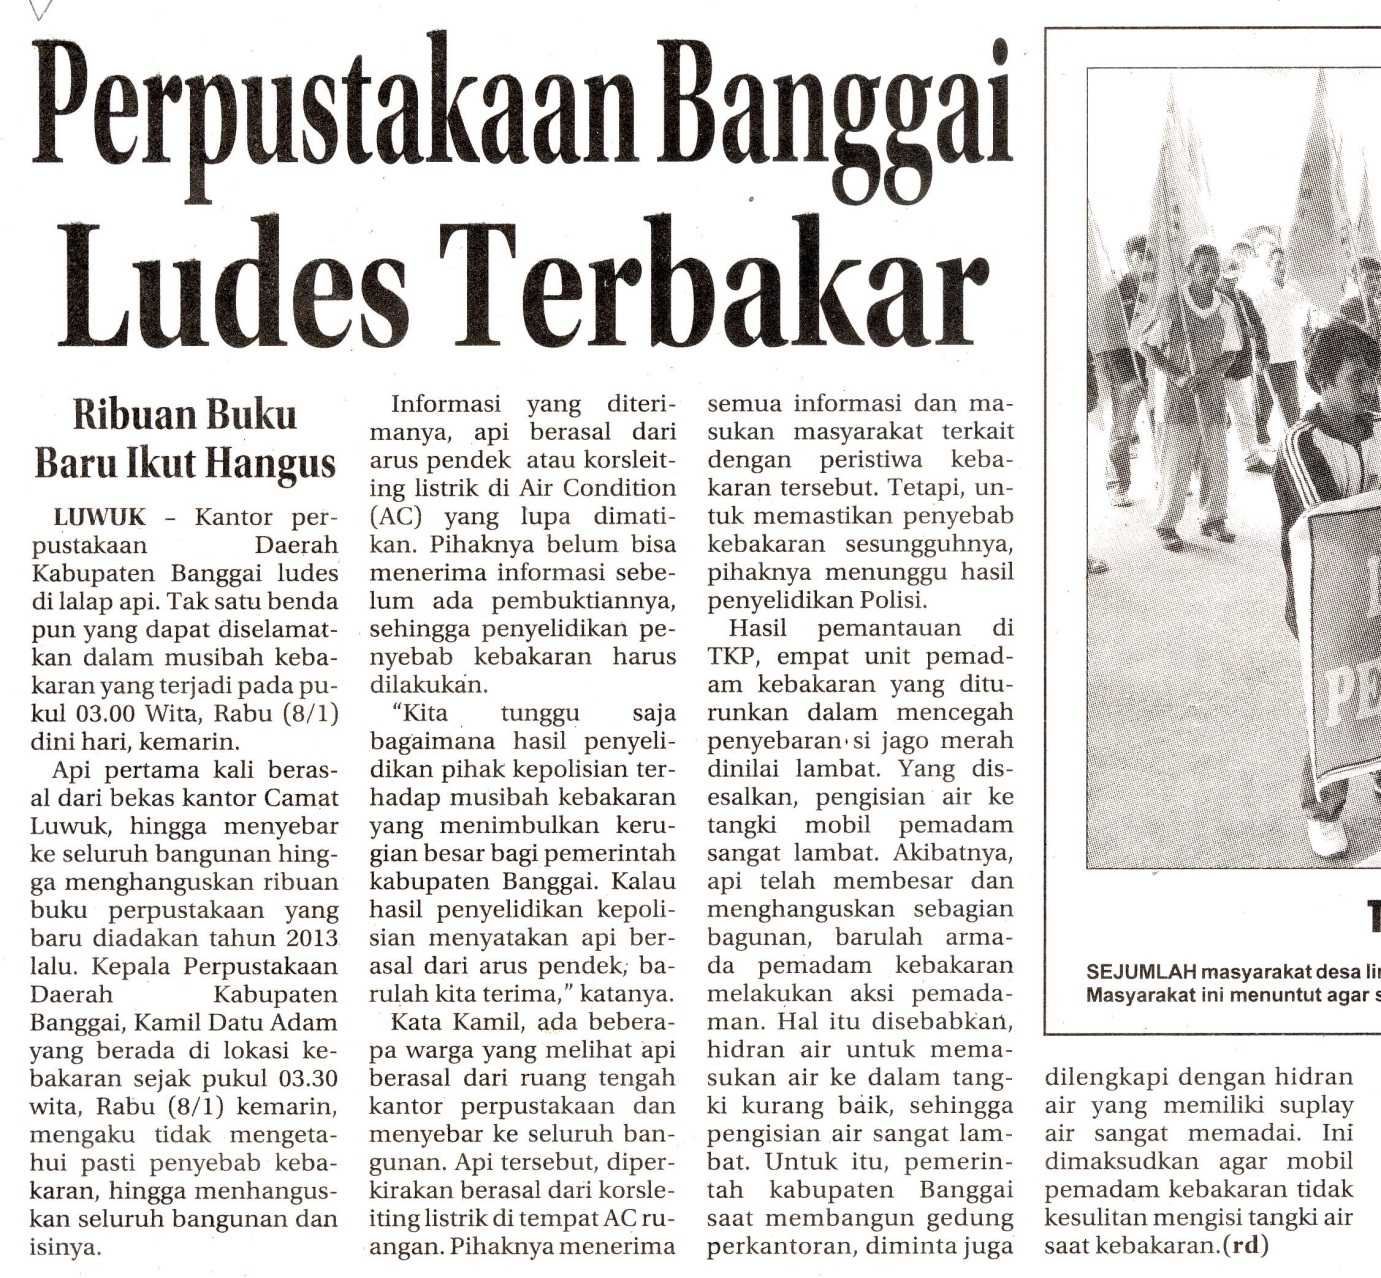 Perpustakaan Banggai
Ludes Terbakar
Ribuan Buku
Baru Ikut Hangus
LUWUK – Kantor per-
pustakaan Daerah
Kabupaten Banggai ludes
di lalap api. Tak satu benda
pun yang dapat diselamat-
kan dalam musibah keba-
karan yang terjadi pada pu-
kul 03.00 Wita, Rabu (8/1)
dini hari, kemarin.
Api pertama kali beras-
al dari bekas kantor Camat
Luwuk, hingga menyebar
ke seluruh bangunan hing-
ga menghanguskan ribuan
buku perpustakaan yang
baru diadakan tahun 2013
lalu. Kepala Perpustakaan
Daerah Kabupaten
Banggai, Kamil Datu Adam
yang berada di lokasi ke-
bakaran sejak pukul 03.30
wita, Rabu (8/1) kemarin,
mengaku tidak mengeta-
hui pasti penyebab keba-
karan, hingga menhangus-
kan seluruh bangunan dan
isinya.
Informasi yang diteri-
manya, api berasal dari
arus pendek atau korsleit-
ing listrik di Air Condition
(AC) yang lupa dimati-
kan. Pihaknya belum bisa
menerima informasi sebe-
lum ada pembuktiannya,
sehingga penyelidikan pe-
nyebab kebakaran harus
dilakukan.
“Kita tunggu saja
bagaimana hasil penyeli-
dikan pihak kepolisian ter-
hadap musibah kebakaran
yang menimbulkan keru-
gian besar bagi pemerintah
kabupaten Banggai. Kalau
hasil penyelidikan kepoli-
sian menyatakan api ber-
asal dari arus pendek, ba-
rulah kita terima,” katanya.
Kata Kamil, ada bebera-
pa warga yang melihat api
berasal dari ruang tengah
kantor perpustakaan dan
menyebar ke seluruh ban-
gunan. Api tersebut, diper-
kirakan berasal dari korsle-
iting listrik di tempat AC ru-
angan. Pihaknya menerima
semua informasi dan ma-
sukan masyarakat terkait
dengan peristiwa keba-
karan tersebut. Tetapi, un-
tuk memastikan penyebab
kebakaran sesungguhnya,
pihaknya menunggu hasil
penyelidikan Polisi.
Hasil pemantauan di
TKP, empat unit pemad-
am kebakaran yang ditu-
runkan dalam mencegah
penyebaran si jago merah
dinilai lambat. Yang dis-
esalkan, pengisian air ke
tangki mobil pemadam
sangat lambat. Akibatnya,
api telah membesar dan
menghanguskan sebagian
bagunan, barulah arma-
da pemadam kebakaran
melakukan aksi pemada-
man. Hal itu disebabkan,
hidran air untuk mema-
sukan air ke dalam tang-
ki kurang baik, sehingga
pengisian air sangat lam-
bat. Untuk itu, pemerin-
tah kabupaten Banggai
saat membangun gedung
perkantoran, diminta juga
PE
SEJUMLAH masyarakat desa
Masyarakat ini menuntut agar
dilengkapi dengan hidran
air yang memiliki suplay
air sangat memadai. Ini
dimaksudkan agar mobil
pemadam kebakaran tidak
kesulitan mengisi tangki air
saat kebakaran.(rd)